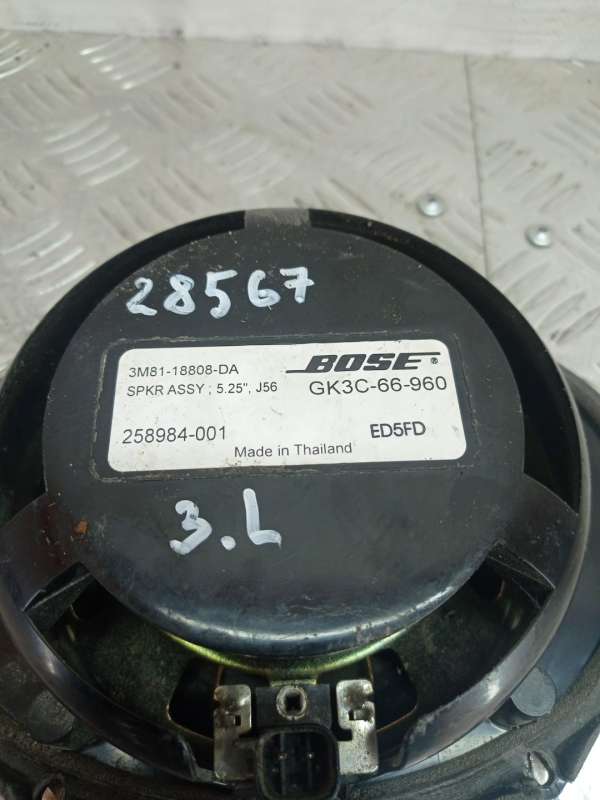 28567
3M81-18808-DA BOSE®
SPKR ASSY ; 5.25", J56 GK3C-66-960
258984-001 ED5FD
Made in Thailand
3.L